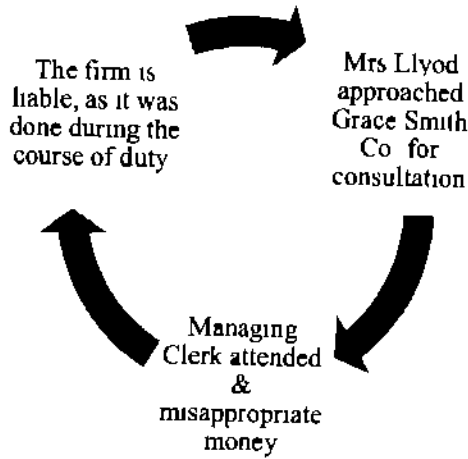 The firm is
liable, as it was
done during the
course of duty
Mrs Llyod
approached
Grace Smith
Co for
consultation
Managing
Clerk attended
&
misappropriate
money